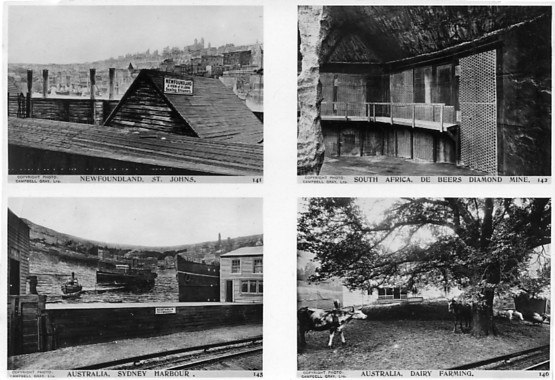 NEWFOUNDLAND
COPYRIGHT PHOTO-
CAMPBELL GRAY, LTD.
NEWFOUNDLAND, ST. JOHNS.
141
COPYRIGHT PHOTO-
CAMPBELL GRAY, LTD.
SOUTH AFRICA. DE BEERS DIAMOND MINE.
142
COPYRIGHT PHOTO-
CAMPBELL GRAY, LTD.
AUSTRALIA. SYDNEY HARBOUR.
145
COPYRIGHT PHOTO-
CAMPBELL GRAY, LTD.
AUSTRALIA. DAIRY FARMING.
146